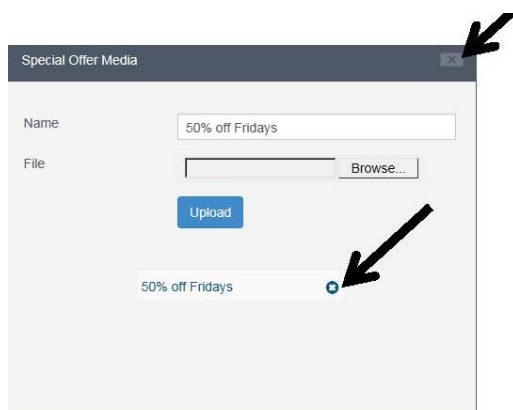 Special Offer Media
Name
50% off Fridays
File
Browse...
Upload
50% off Fridays